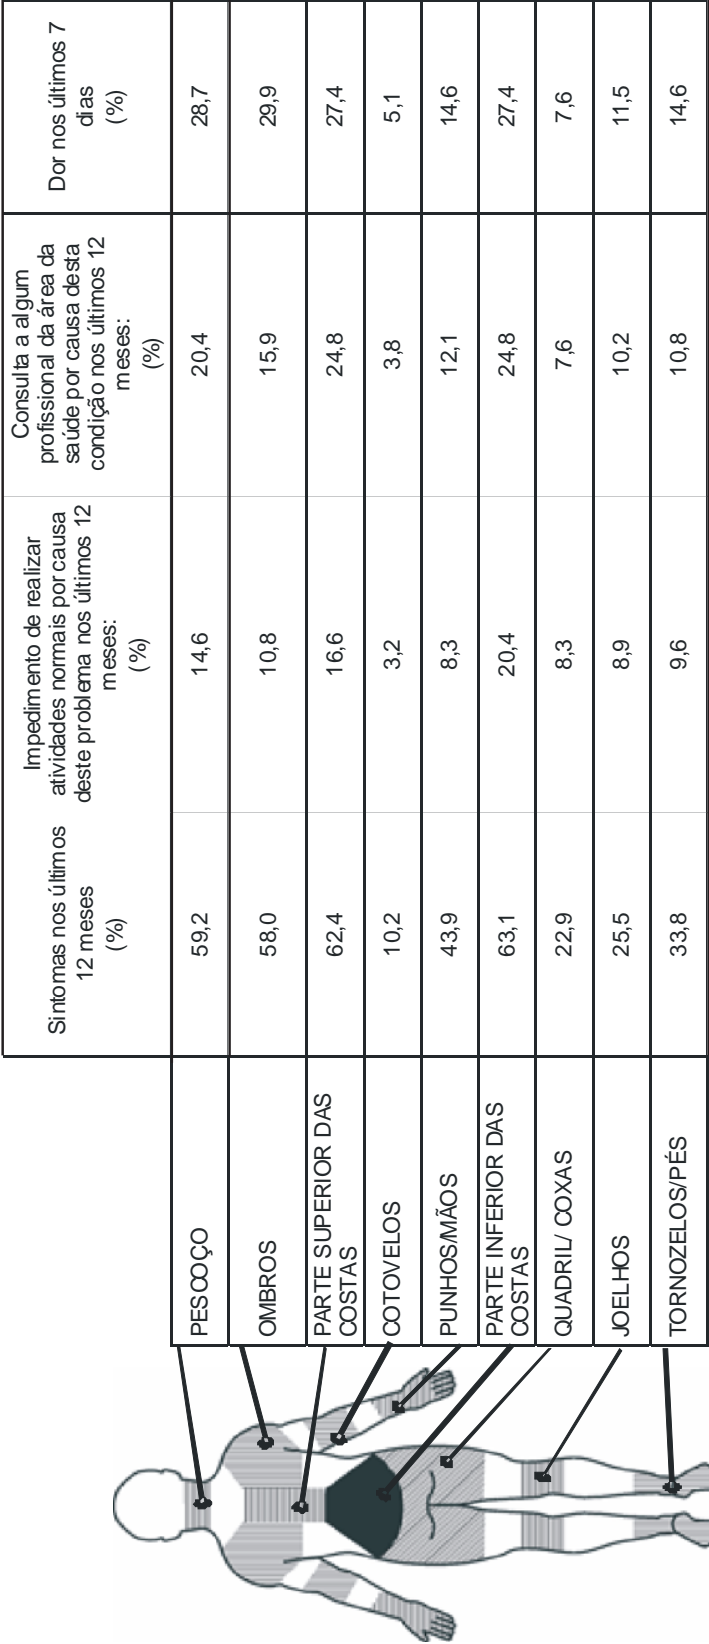 Sintomas nos últimos
12 meses
(%)
Impedimento de realizar
atividades normais por causa
deste problema nos últimos 12
meses:
(%)
Consulta a algum
profissional da área da
saúde por causa desta
condição nos últimos 12
meses:
(%)
Dor nos últimos 7
dias
(%)
PESCOÇO 59,2 14,6 20,4 28,7
OMBROS 58,0 10,8 15,9 29,9
PARTE SUPERIOR DAS
COSTAS 62,4 16,6 24,8 27,4
COTOVELOS 10,2 3,2 3,8 5,1
PUNHOS/MÃOS 43,9 8,3 12,1 14,6
PARTE INFERIOR DAS
COSTAS 63,1 20,4 24,8 27,4
QUADRIL/ COXAS 22,9 8,3 7,6 7,6
JOELHOS 25,5 8,9 10,2 11,5
TORNOZELOS/PÉS 33,8 9,6 10,8 14,6